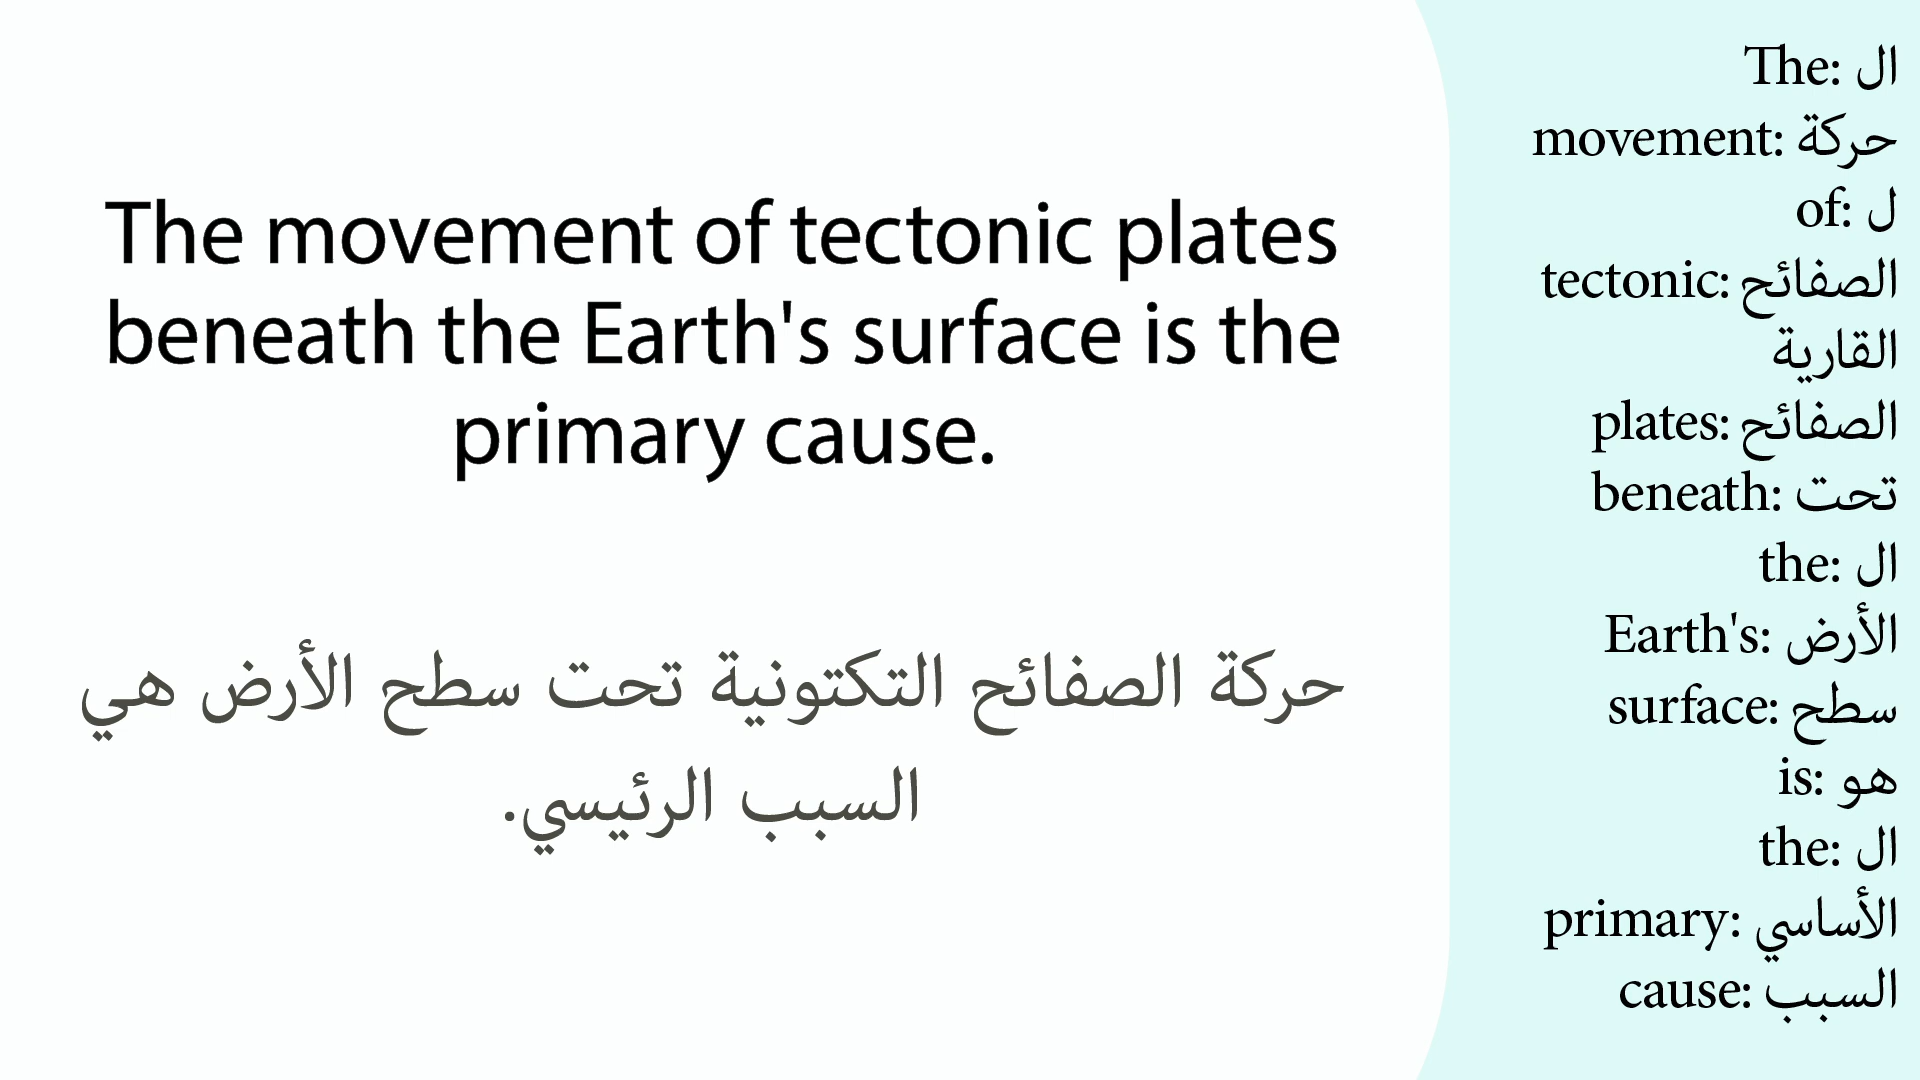 The movement of tectonic plates
beneath the Earth's surface is the
primary cause.
حركة الصفائح التكتونية تحت سطح الأرض هي
السبب الرئيسي.
The: ال
movement: حركة
of: ل
tectonic: الصفائح
القارية
plates: الصفائح
beneath: تحت
the: ال
Earth's: الأرض
surface: سطح
is: هو
the: ال
primary: الأساسي
cause: السبب